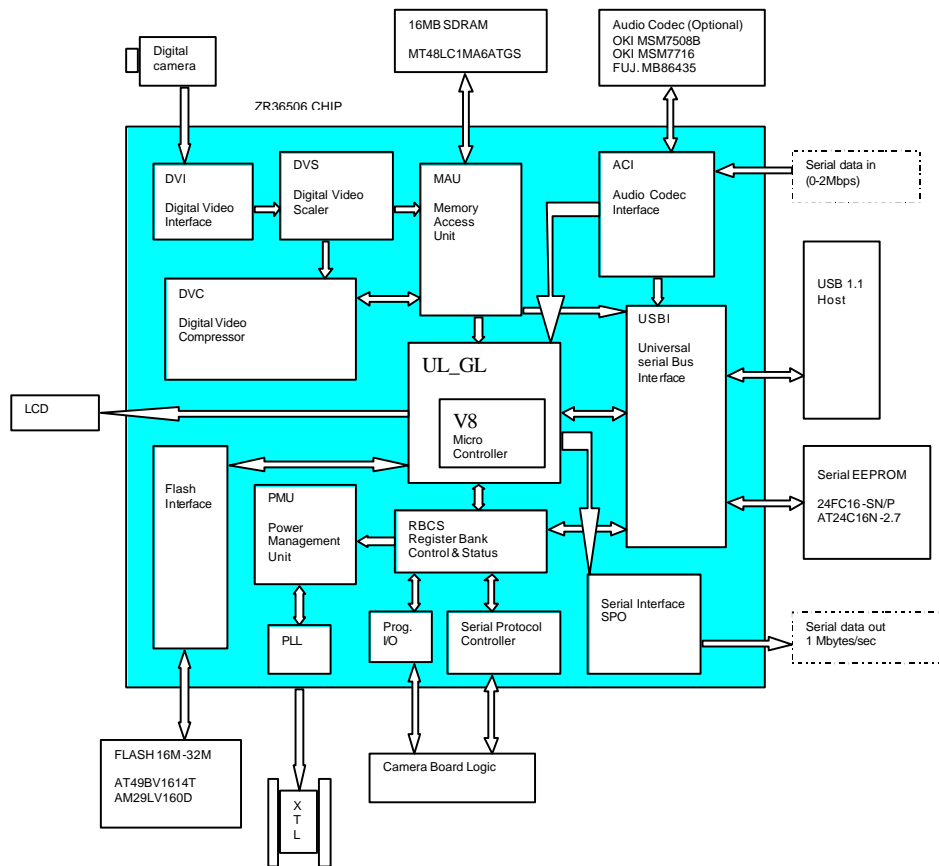 16MB SDRAM
MT48LC1MA6ATGS
Audio Codec (Optional)
OKI MSM7508B
OKI MSM7716
FUJ. MB86435
Digital
camera
ZR36506 CHIP
DVI
Digital Video
Interface
DVS
Digital Video
Scaler
MAU
Memory
Access
Unit
ACI
Audio Codec
Interface
Serial data in
(0-2Mbps)
DVC
Digital Video
Compressor
USB 1.1
Host
USBI
Universal
serial Bus
Interface
UL_GL
V8
Micro
Controller
LCD
Flash
Interface
PMU
Power
Management
Unit
RBCS
Register Bank
Control & Status
Serial EEPROM
24FC16-SN/P
AT24C16N-2.7
PLL
Prog.
I/O
Serial Protocol
Controller
Serial Interface
SPO
Serial data out
1 Mbytes/sec
FLASH 16M-32M
AT49BV1614T
AM29LV160D
Camera Board Logic
X
T
L